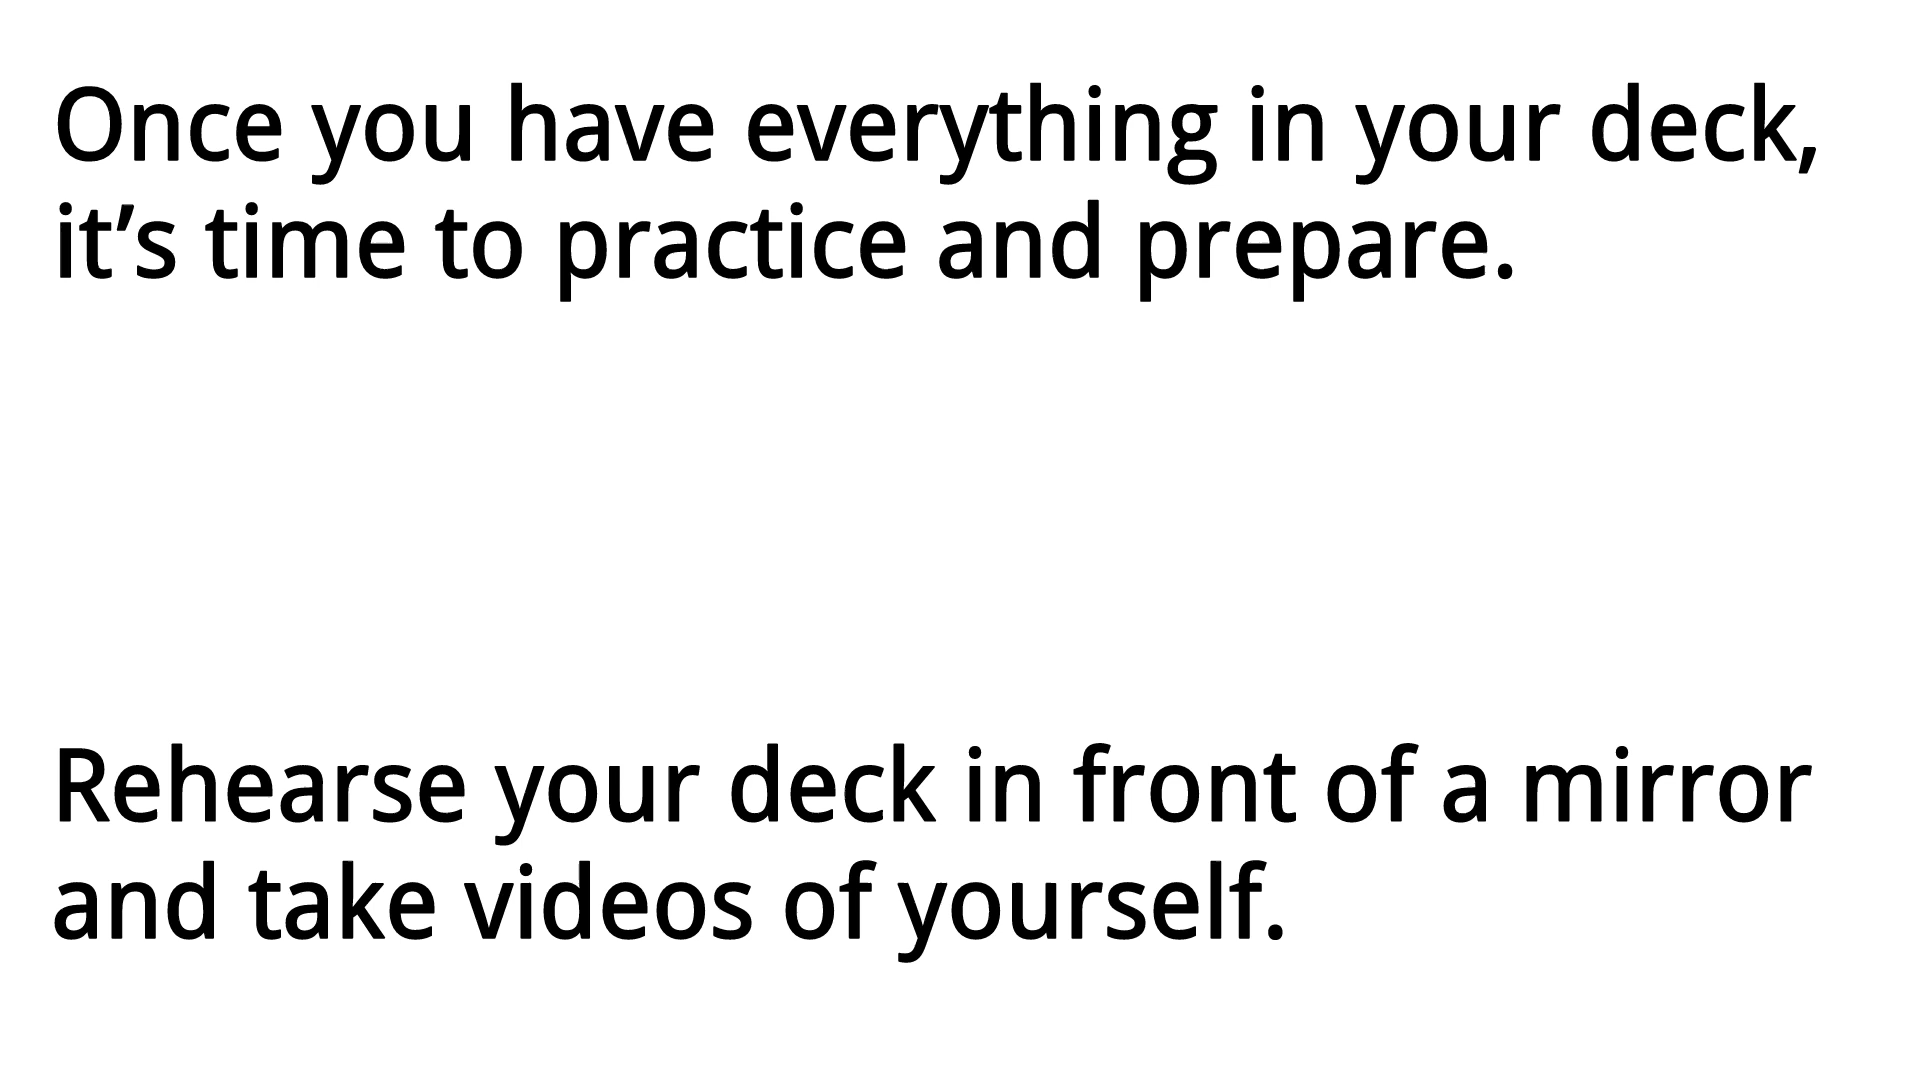 Once you have everything in your deck,
it’s time to practice and prepare.
Rehearse your deck in front of a mirror
and take videos of yourself.